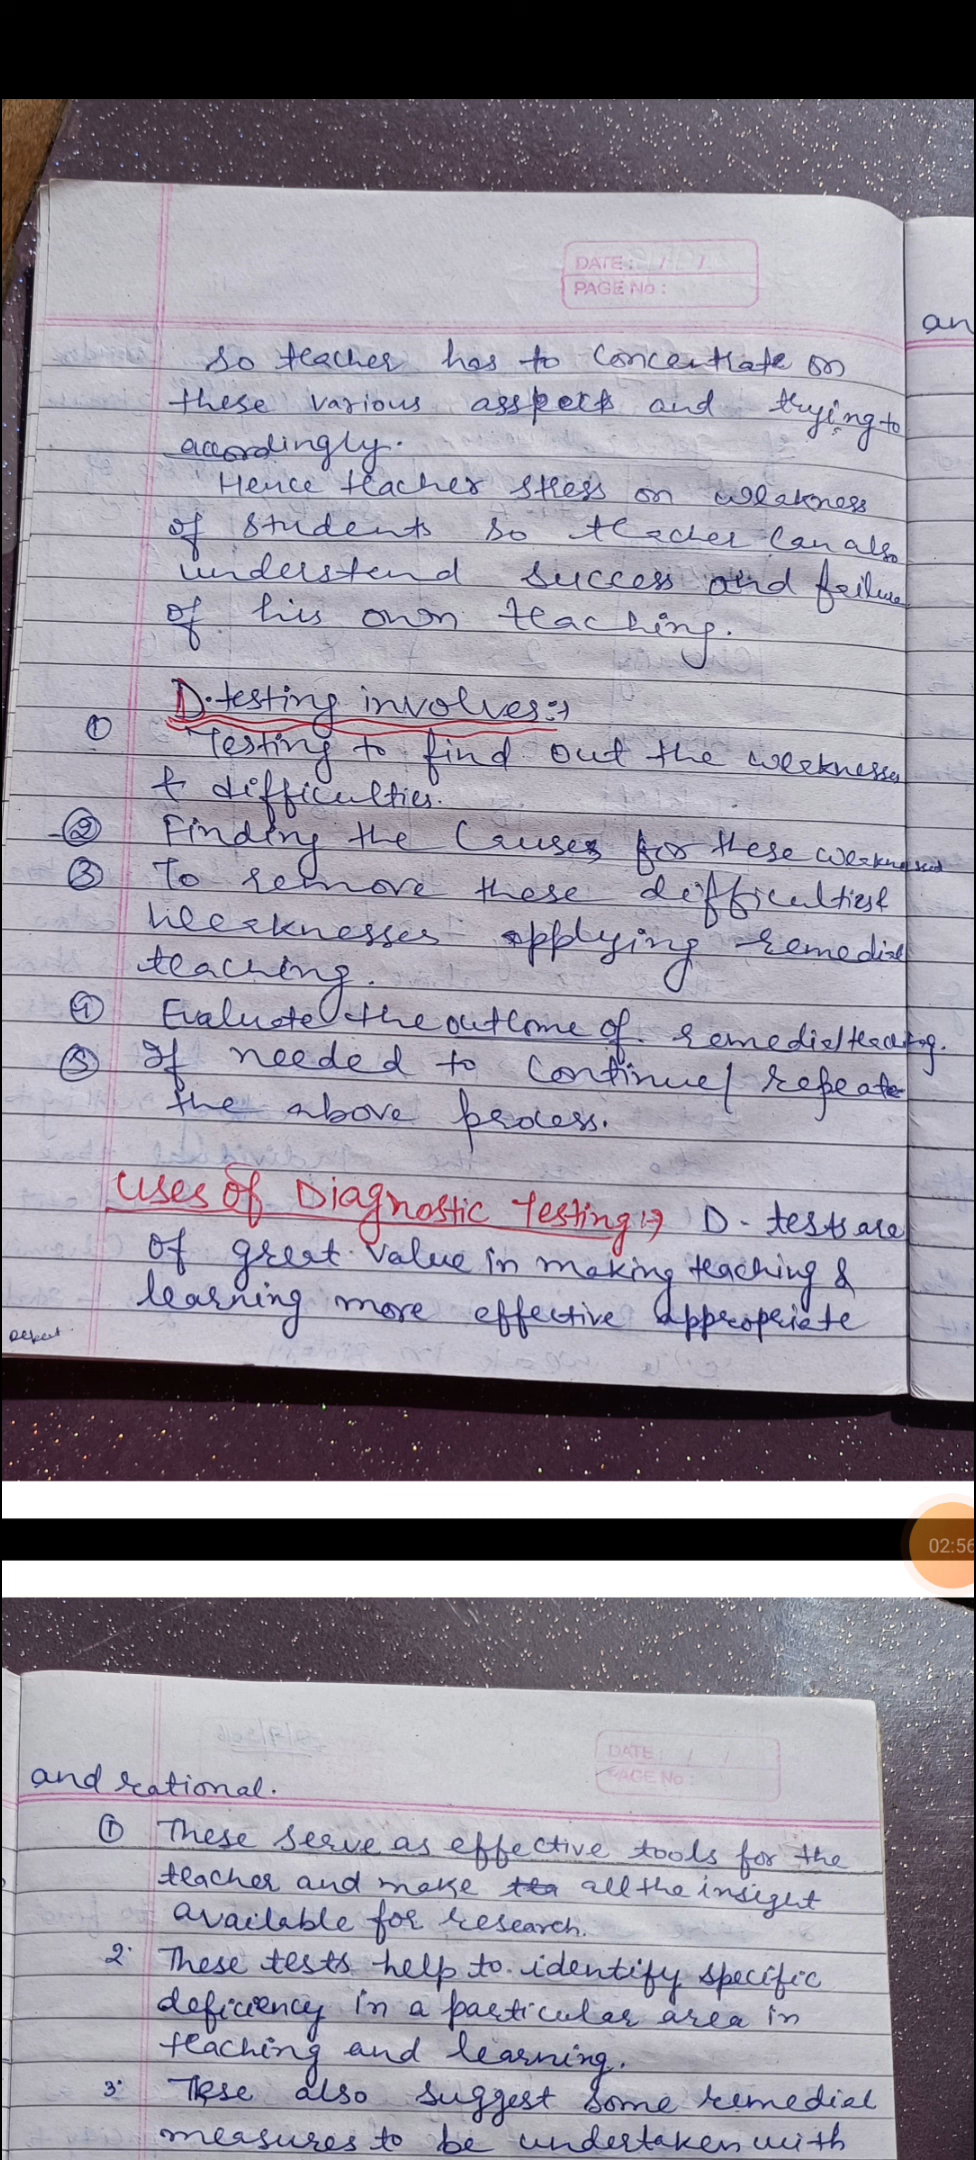 DATE: / /
PAGE No:
an
so teacher has to concentrate on
these various asspects and trying to
accordingly.
Hence teacher stress on weakness
of students so teacher can also
understand success and failure
of his own teaching.
D. testing involves:→
① Testing to find out the weaknesses
& difficulties.
② Finding the Causes for these weaknesses
③ To remove these difficulties &
weaknesses applying remedial
teaching.
④ Evaluate the outcome of remedial teaching.
⑤ If needed to continue/ repeate
the above process.
Uses of Diagnostic Testing:→ D. tests are
of great value in making teaching &
learning more effective appropriate
02:56
DATE: / /
PAGE No:
and rational.
① These serve as effective tools for the
teacher and make all the insight
available for research.
2. These tests help to identify specific
deficiency in a particular area in
teaching and learning.
3. These also suggest some remedial
measures to be undertaken with